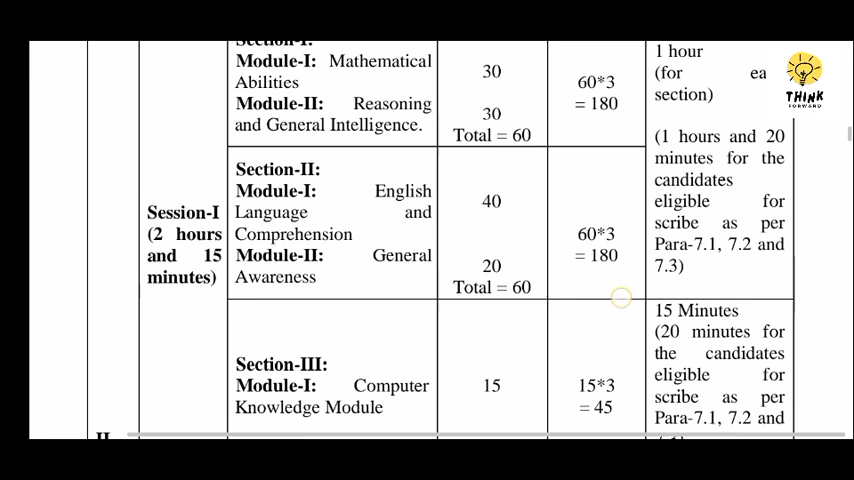 Section-I:
Module-I: Mathematical
Abilities
Module-II: Reasoning
and General Intelligence.
30
30
Total = 60
60*3
= 180
1 hour
(for ea
section)
(1 hours and 20
minutes for the
candidates
eligible for
scribe as per
Para-7.1, 7.2 and
7.3)
THINK
FORWARD
Session-I
(2 hours
and 15
minutes)
Section-II:
Module-I: English
Language and
Comprehension
Module-II: General
Awareness
40
20
Total = 60
60*3
= 180
Section-III:
Module-I: Computer
Knowledge Module
15
15*3
= 45
15 Minutes
(20 minutes for
the candidates
eligible for
scribe as per
Para-7.1, 7.2 and
II